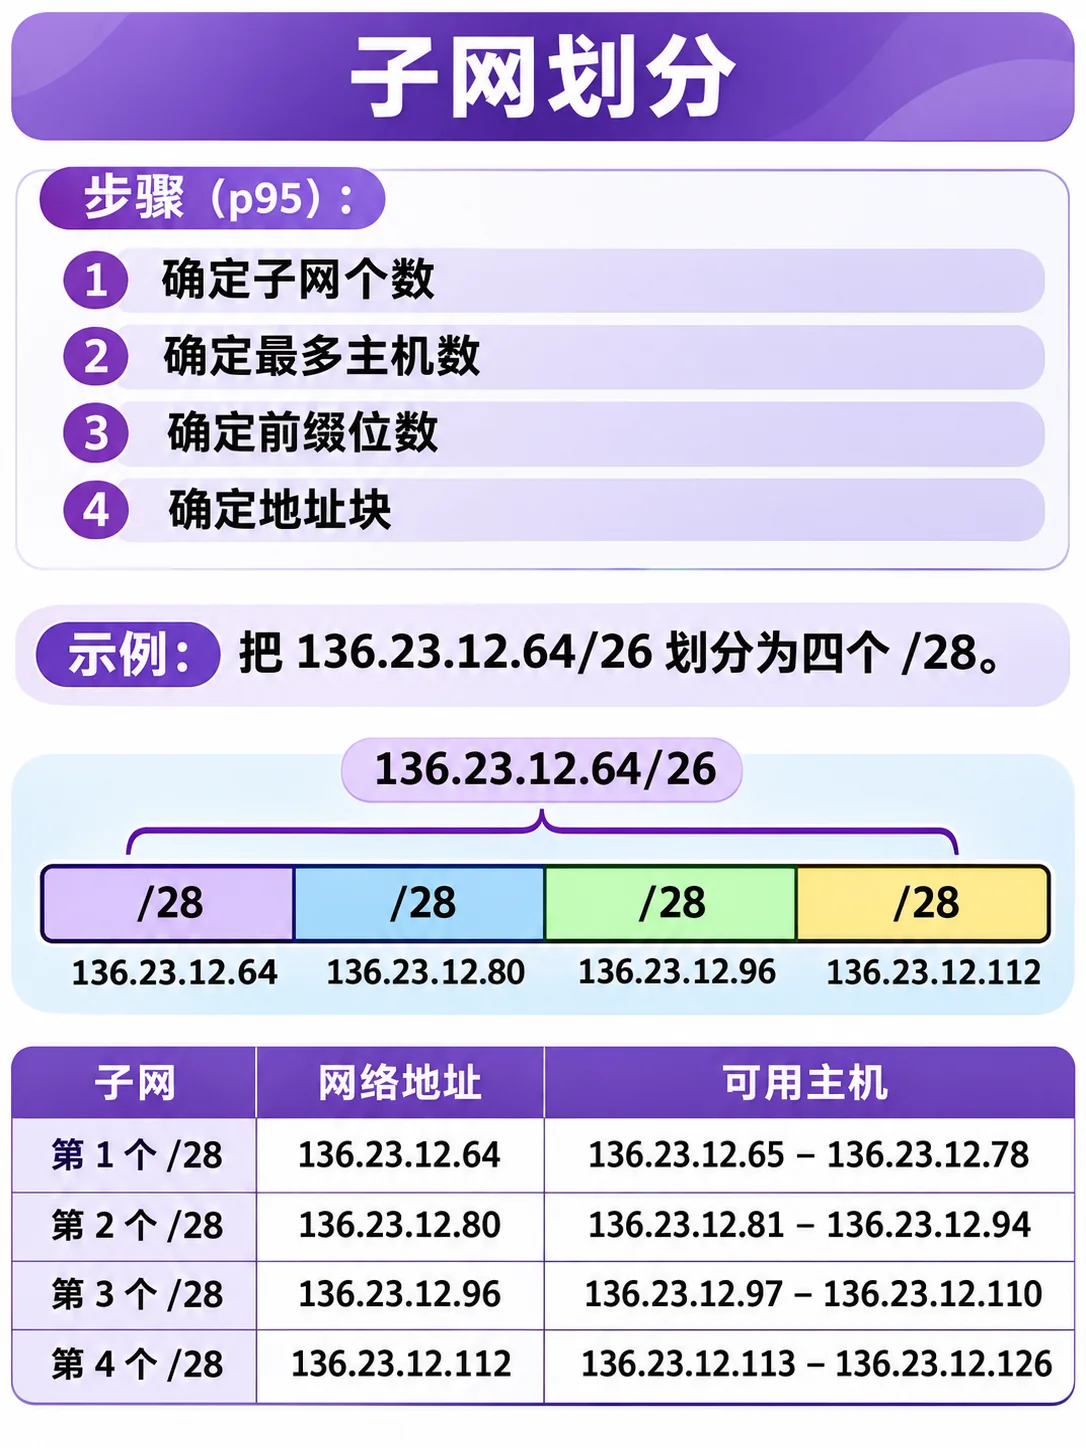 子网划分
步骤（p95）：
1 确定子网个数
2 确定最多主机数
3 确定前缀位数
4 确定地址块
示例： 把 136.23.12.64/26 划分为四个 /28。
136.23.12.64/26
/28 /28 /28 /28
136.23.12.64 136.23.12.80 136.23.12.96 136.23.12.112
子网 网络地址 可用主机
第 1 个 /28 136.23.12.64 136.23.12.65 – 136.23.12.78
第 2 个 /28 136.23.12.80 136.23.12.81 – 136.23.12.94
第 3 个 /28 136.23.12.96 136.23.12.97 – 136.23.12.110
第 4 个 /28 136.23.12.112 136.23.12.113 – 136.23.12.126